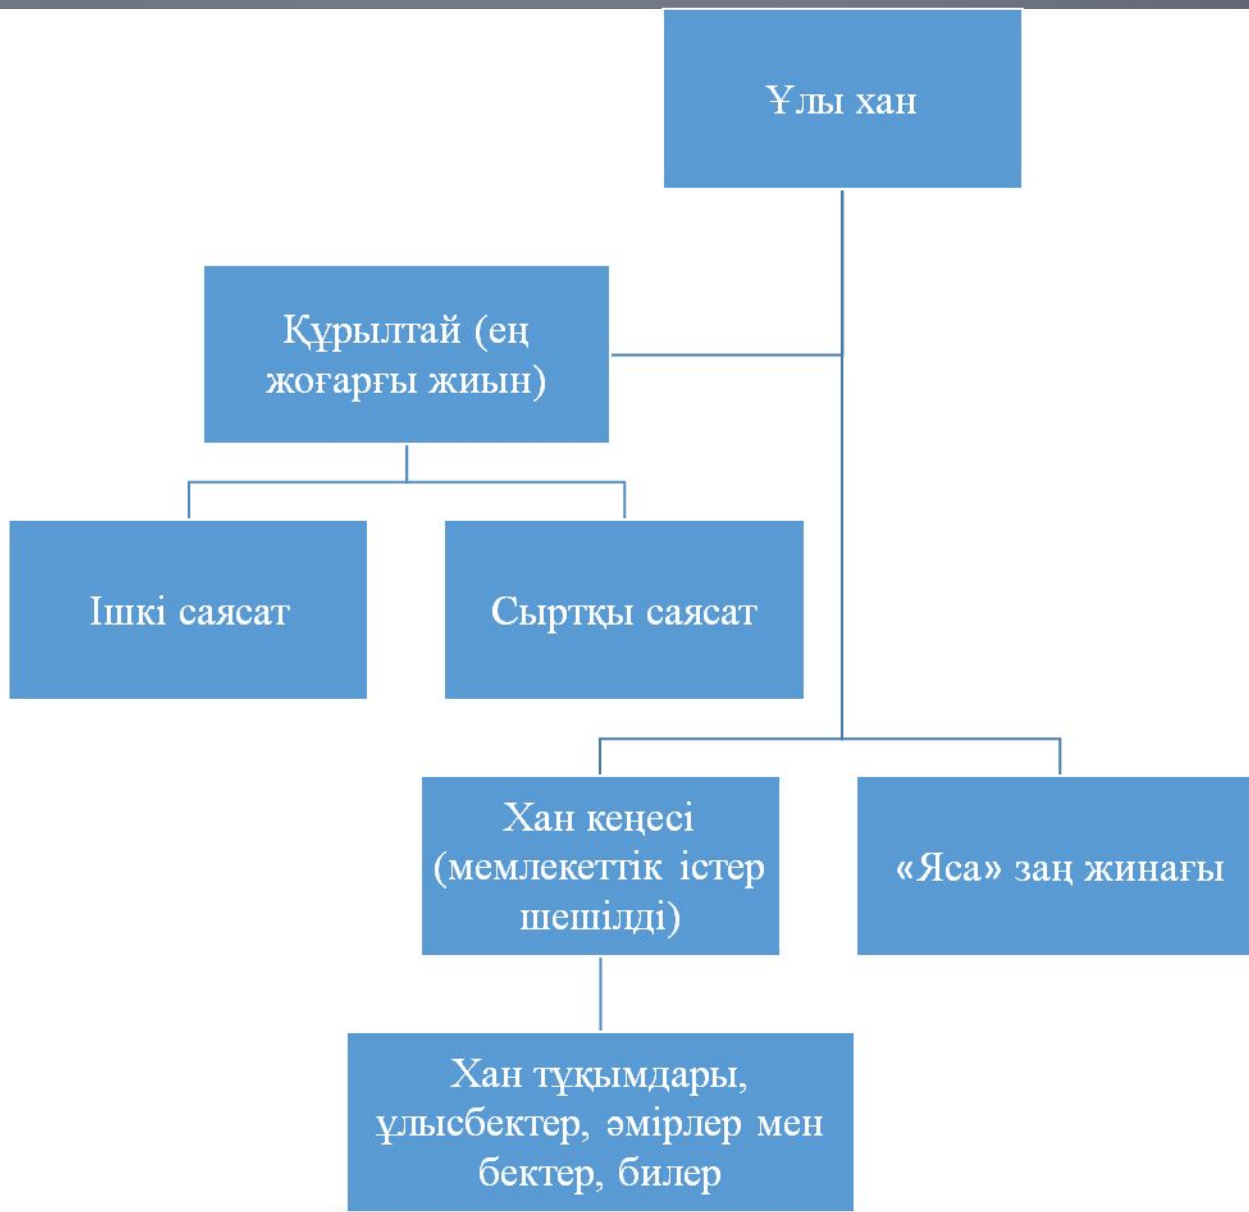 Ұлы хан
Құрылтай (ең
жоғарғы жиын)
Ішкі саясат
Сыртқы саясат
Хан кеңесі
(мемлекеттік істер
шешілді)
«Яса» заң жинағы
Хан тұқымдары,
ұлысбектер, әмірлер мен
бектер, билер